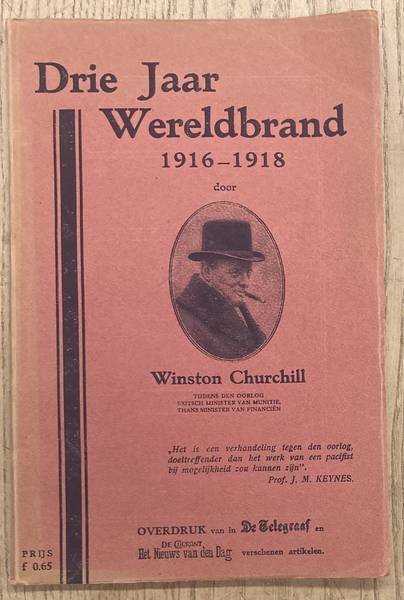 Drie Jaar
Wereldbrand
1916-1918
door
Winston Churchill
TIJDENS DEN OORLOG
BRITSCH MINISTER VAN MUNITIE,
THANS MINISTER VAN FINANCIËN
„Het is een verhandeling tegen den oorlog,
doeltreffender dan het werk van een pacifist
bij mogelijkheid zou kunnen zijn".
Prof. J. M. KEYNES.
OVERDRUK van in De Telegraaf en
DE COURANT
Het Nieuws van den Dag verschenen artikelen.
PRIJS
f 0.65